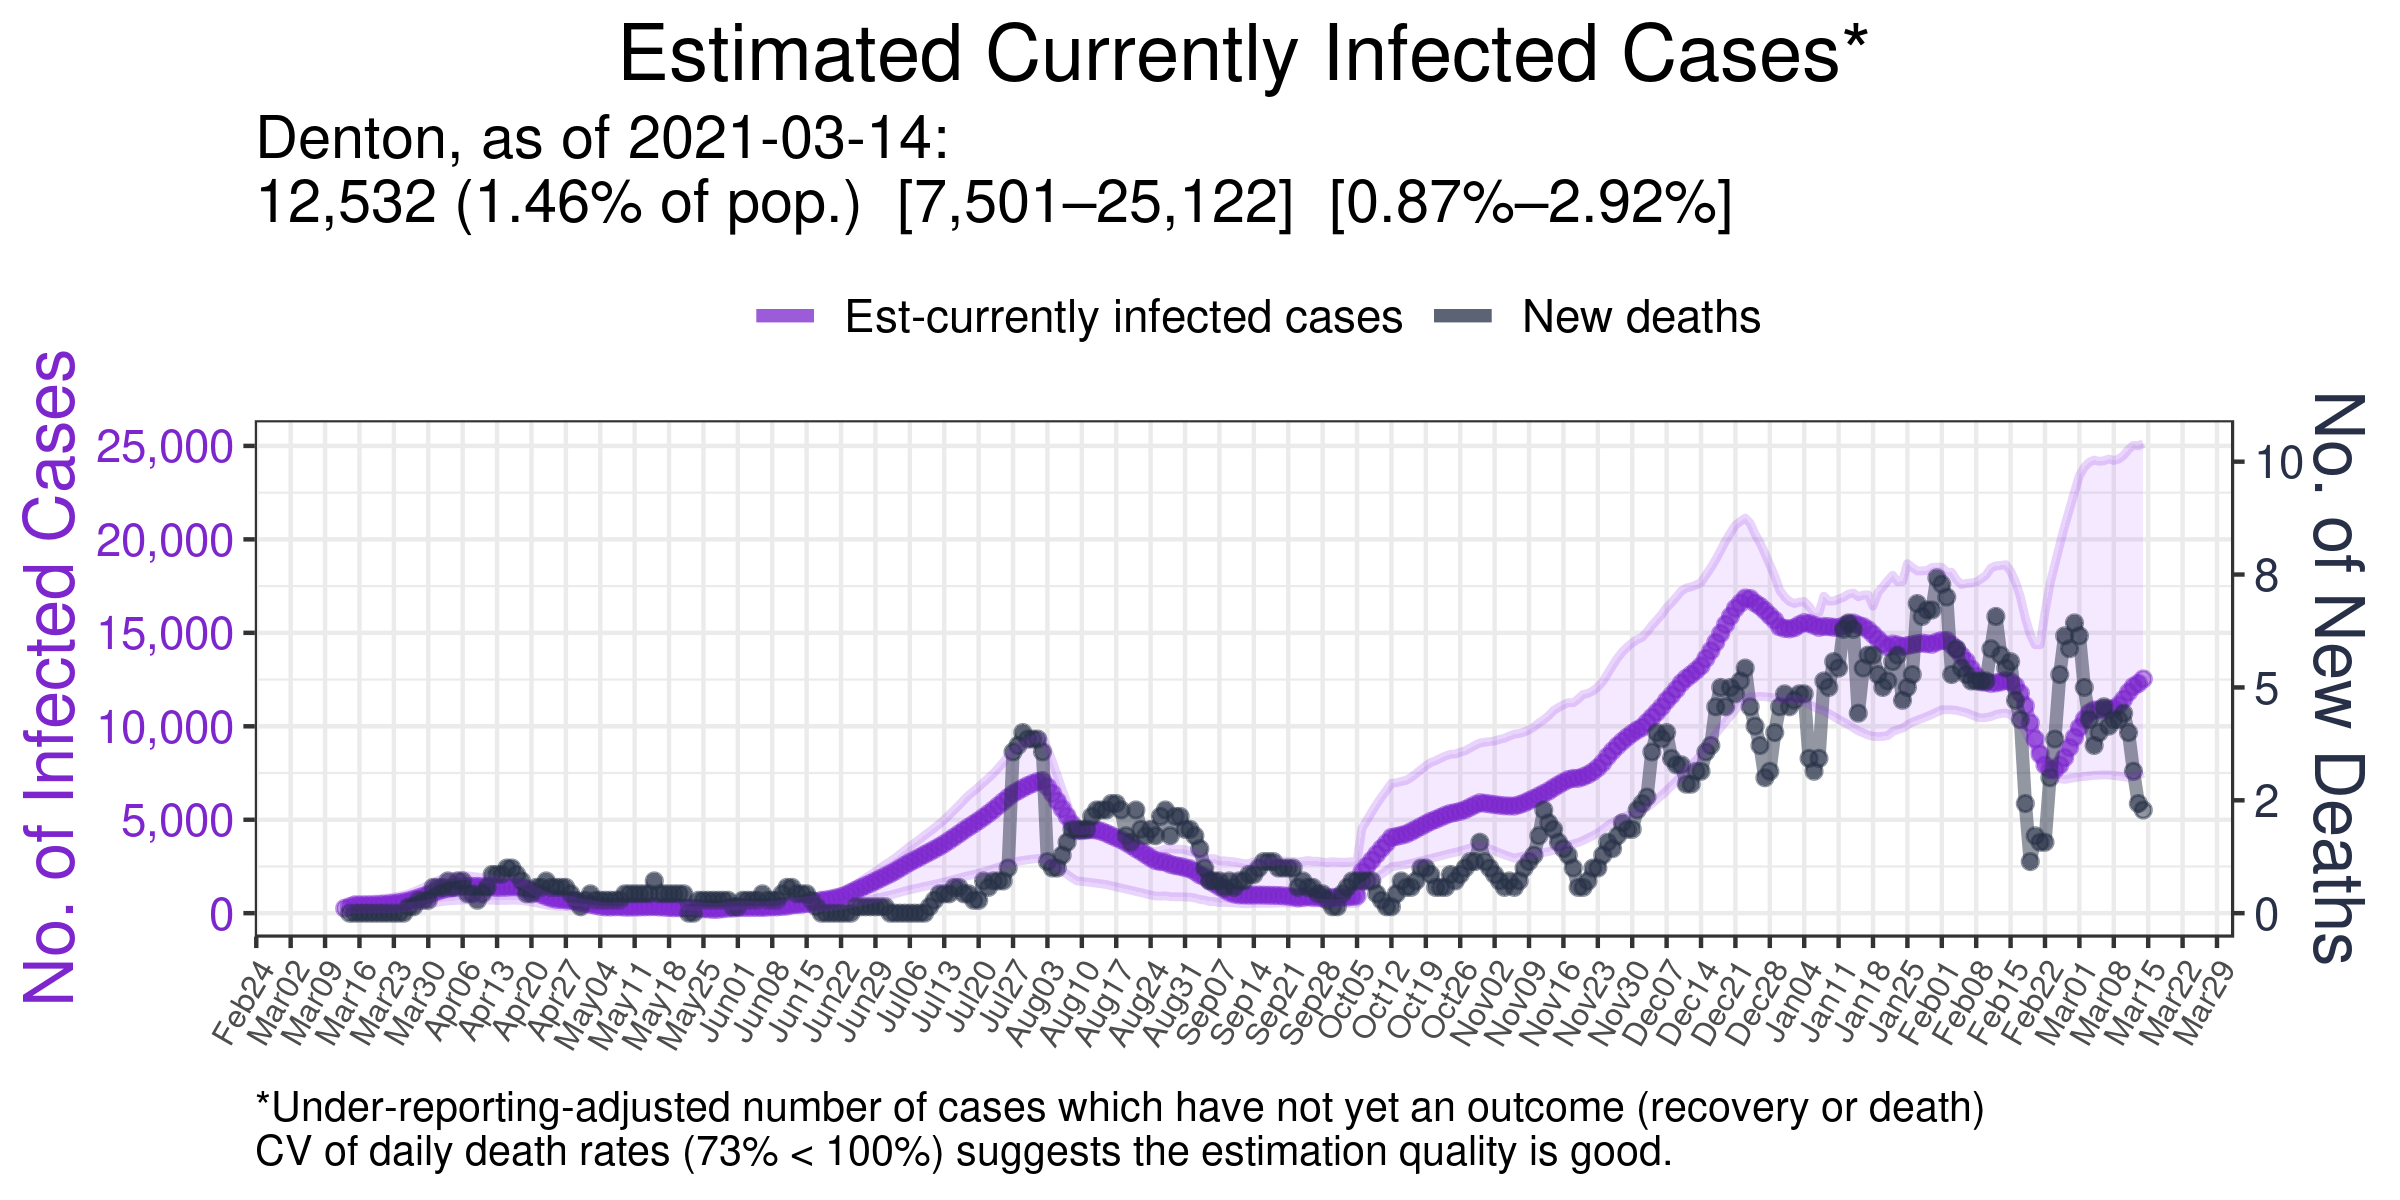 Estimated Currently Infected Cases*
Denton, as of 2021-03-14:
12,532 (1.46% of pop.) [7,501–25,122] [0.87%–2.92%]
Est-currently infected cases New deaths
No. of Infected Cases
25,000
20,000
15,000
10,000
5,000
0
10
8
5
2
0
No. of New Deaths
Feb24 Mar02 Mar09 Mar16 Mar23 Mar30 Apr06 Apr13 Apr20 Apr27 May04 May11 May18 May25 Jun01 Jun08 Jun15 Jun22 Jun29 Jul06 Jul13 Jul20 Jul27 Aug03 Aug10 Aug17 Aug24 Aug31 Sep07 Sep14 Sep21 Sep28 Oct05 Oct12 Oct19 Oct26 Nov02 Nov09 Nov16 Nov23 Nov30 Dec07 Dec14 Dec21 Dec28 Jan04 Jan11 Jan18 Jan25 Feb01 Feb08 Feb15 Feb22 Mar01 Mar08 Mar15 Mar22 Mar29
*Under-reporting-adjusted number of cases which have not yet an outcome (recovery or death)
CV of daily death rates (73% < 100%) suggests the estimation quality is good.